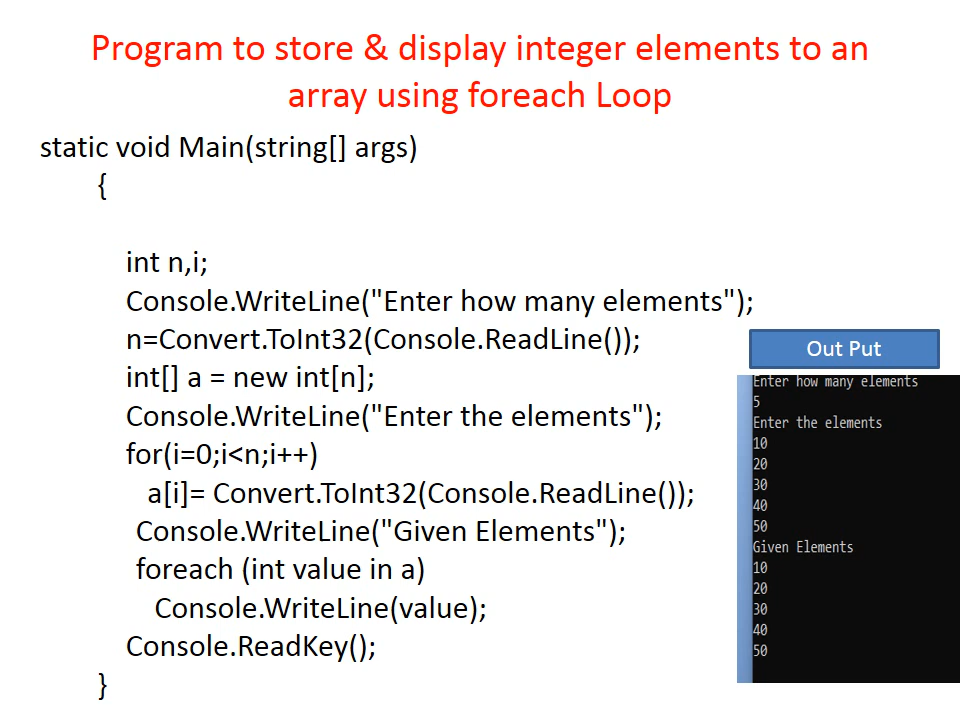 Program to store & display integer elements to an
array using foreach Loop
static void Main(string[] args)
{
int n,i;
Console.WriteLine("Enter how many elements");
n=Convert.ToInt32(Console.ReadLine());
int[] a = new int[n];
Console.WriteLine("Enter the elements");
for(i=0;i<n;i++)
a[i]= Convert.ToInt32(Console.ReadLine());
Console.WriteLine("Given Elements");
foreach (int value in a)
Console.WriteLine(value);
Console.ReadKey();
}
Out Put
Enter how many elements
5
Enter the elements
10
20
30
40
50
Given Elements
10
20
30
40
50